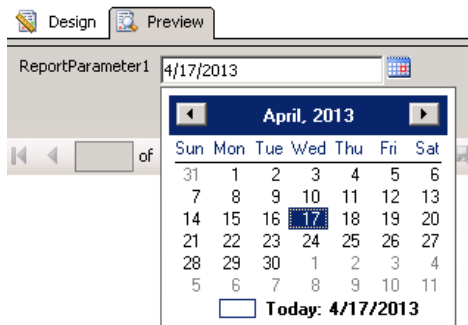 Design Preview
ReportParameter1 4/17/2013
April, 2013
of Sun Mon Tue Wed Thu Fri Sat
31 1 2 3 4 5 6
7 8 9 10 11 12 13
14 15 16 17 18 19 20
21 22 23 24 25 26 27
28 29 30 1 2 3 4
5 6 7 8 9 10 11
Today: 4/17/2013